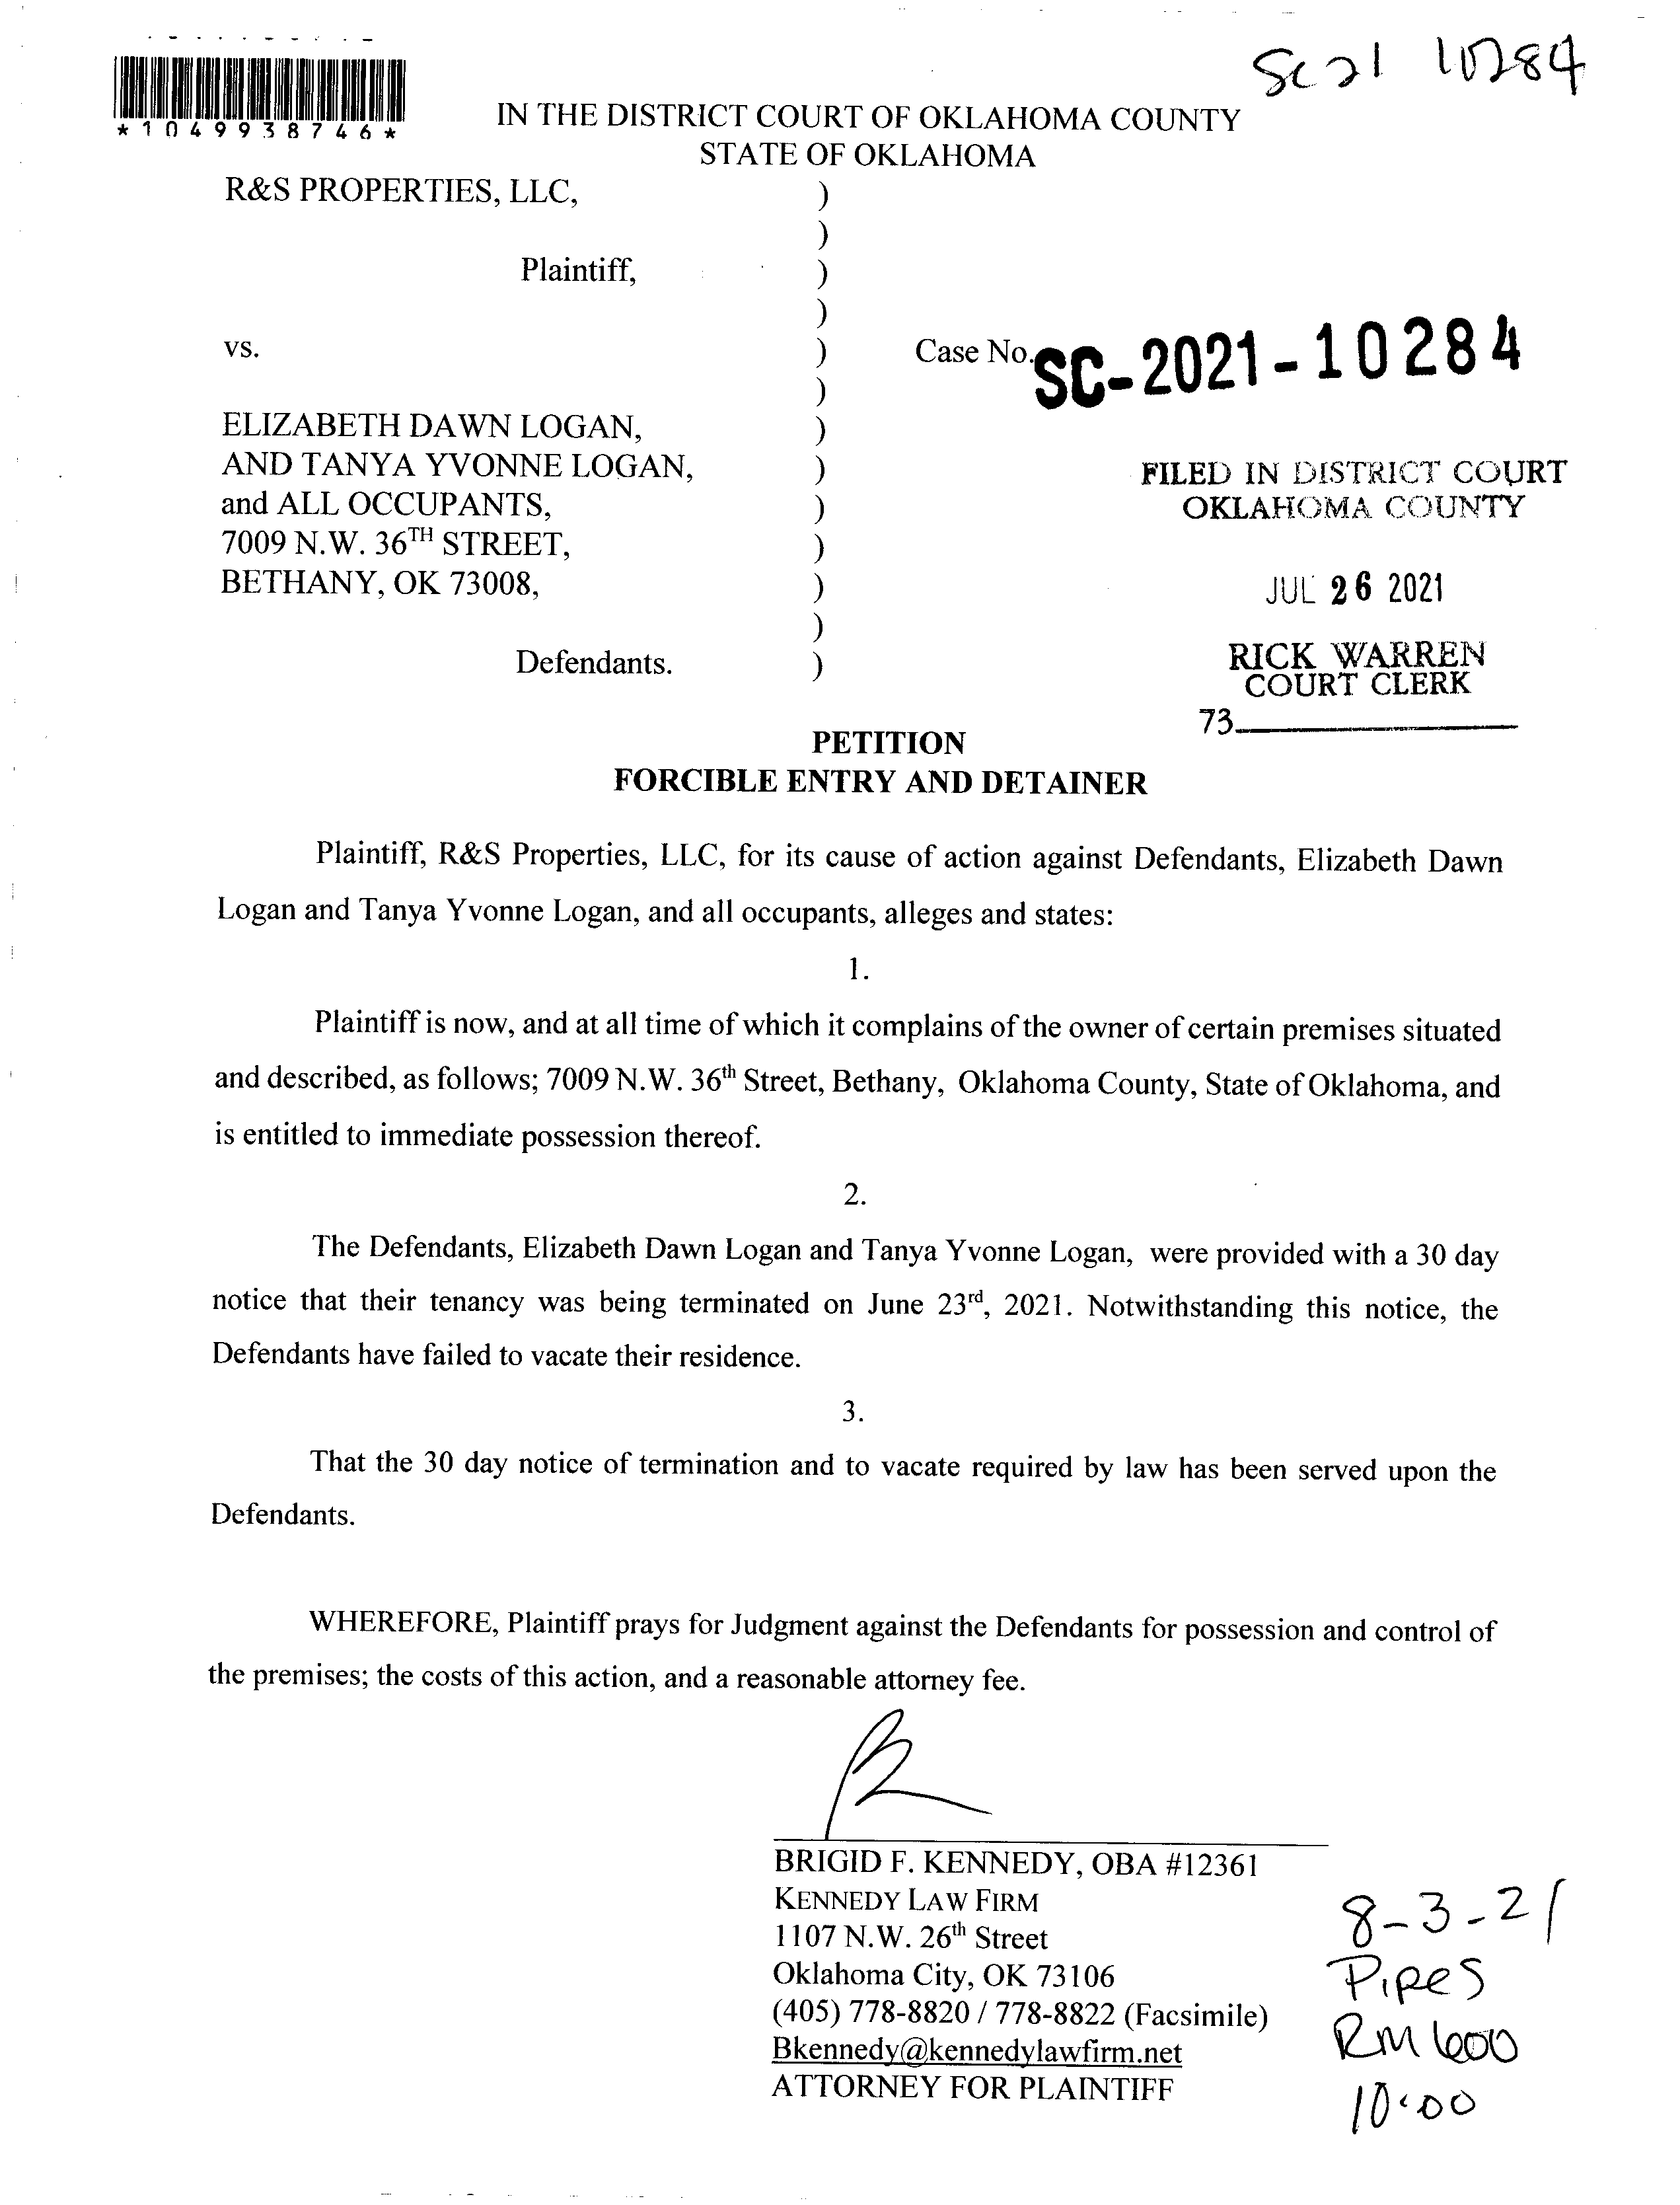 Sc21 10284
*1049938746*
IN THE DISTRICT COURT OF OKLAHOMA COUNTY
STATE OF OKLAHOMA
R&S PROPERTIES, LLC, )
)
Plaintiff, )
)
vs. ) Case No. SC-2021-10284
)
ELIZABETH DAWN LOGAN, )
AND TANYA YVONNE LOGAN, ) FILED IN DISTRICT COURT
and ALL OCCUPANTS, ) OKLAHOMA COUNTY
7009 N.W. 36TH STREET, )
BETHANY, OK 73008, ) JUL 26 2021
)
Defendants. ) RICK WARREN
COURT CLERK
73
PETITION
FORCIBLE ENTRY AND DETAINER
Plaintiff, R&S Properties, LLC, for its cause of action against Defendants, Elizabeth Dawn
Logan and Tanya Yvonne Logan, and all occupants, alleges and states:
1.
Plaintiff is now, and at all time of which it complains of the owner of certain premises situated
and described, as follows; 7009 N.W. 36th Street, Bethany, Oklahoma County, State of Oklahoma, and
is entitled to immediate possession thereof.
2.
The Defendants, Elizabeth Dawn Logan and Tanya Yvonne Logan, were provided with a 30 day
notice that their tenancy was being terminated on June 23rd, 2021. Notwithstanding this notice, the
Defendants have failed to vacate their residence.
3.
That the 30 day notice of termination and to vacate required by law has been served upon the
Defendants.
WHEREFORE, Plaintiff prays for Judgment against the Defendants for possession and control of
the premises; the costs of this action, and a reasonable attorney fee.
BRIGID F. KENNEDY, OBA #12361
KENNEDY LAW FIRM
1107 N.W. 26th Street
Oklahoma City, OK 73106
(405) 778-8820 / 778-8822 (Facsimile)
Bkennedy@kennedylawfirm.net
ATTORNEY FOR PLAINTIFF
8-3-21
Pipes
RM 600
10:00